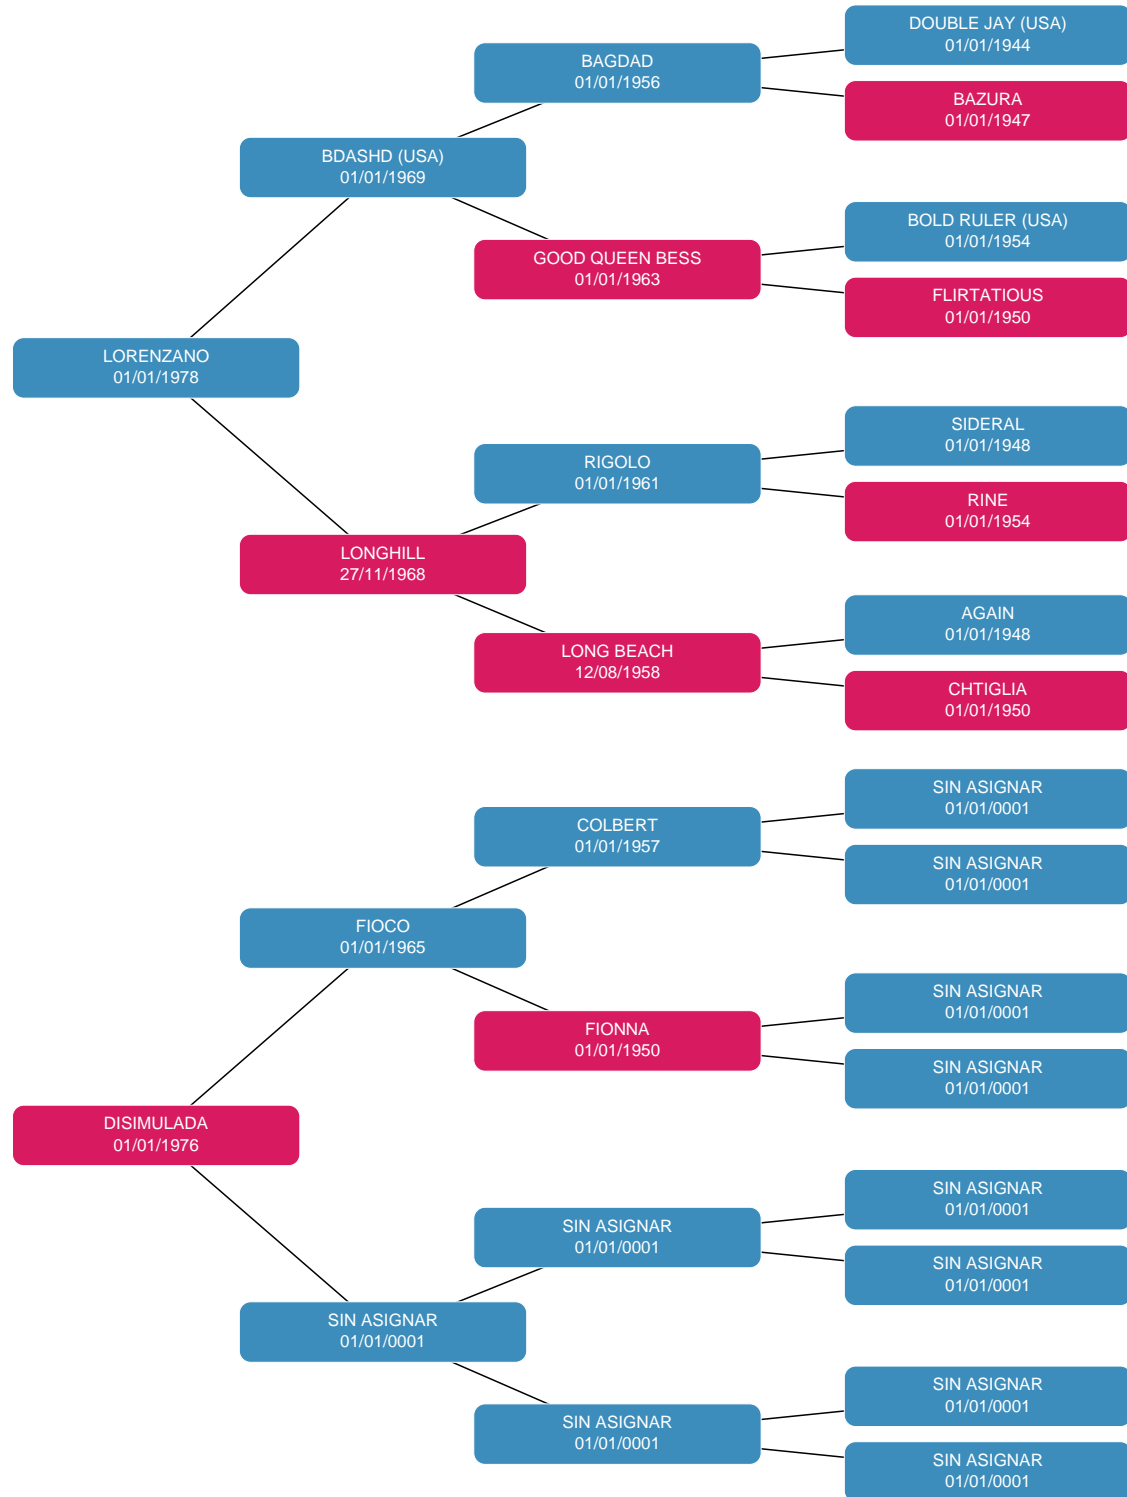 DOUBLE JAY (USA)
01/01/1944
BAGDAD
01/01/1956
BAZURA
01/01/1947
BDASHD (USA)
01/01/1969
BOLD RULER (USA)
01/01/1954
GOOD QUEEN BESS
01/01/1963
FLIRTATIOUS
01/01/1950
LORENZANO
01/01/1978
SIDERAL
01/01/1948
RIGOLO
01/01/1961
RINE
01/01/1954
LONGHILL
27/11/1968
AGAIN
01/01/1948
LONG BEACH
12/08/1958
CHTIGLIA
01/01/1950
SIN ASIGNAR
01/01/0001
COLBERT
01/01/1957
SIN ASIGNAR
01/01/0001
FIOCO
01/01/1965
SIN ASIGNAR
01/01/0001
FIONNA
01/01/1950
SIN ASIGNAR
01/01/0001
DISIMULADA
01/01/1976
SIN ASIGNAR
01/01/0001
SIN ASIGNAR
01/01/0001
SIN ASIGNAR
01/01/0001
SIN ASIGNAR
01/01/0001
SIN ASIGNAR
01/01/0001
SIN ASIGNAR
01/01/0001
SIN ASIGNAR
01/01/0001